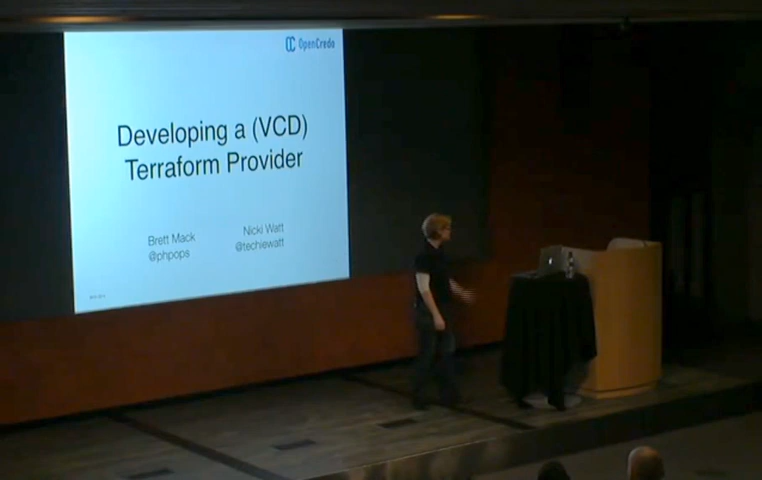 OpenCredo
Developing a (VCD)
Terraform Provider
Brett Mack
@phpops
Nicki Watt
@techiewatt